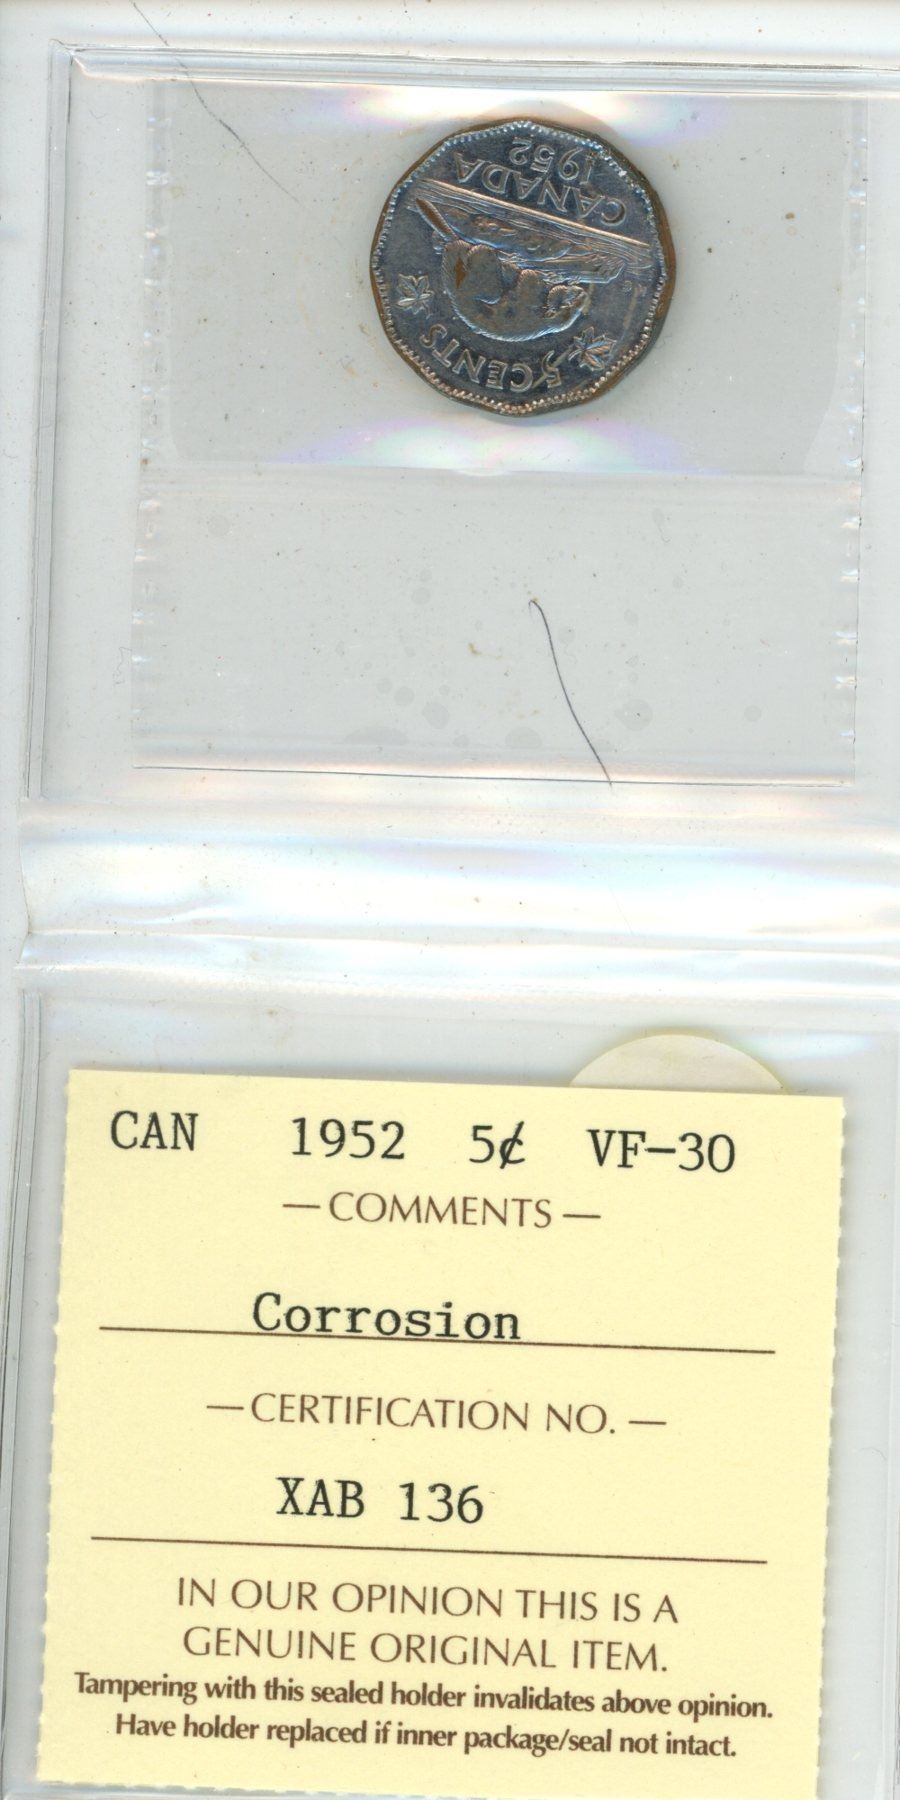 5 CENTS
CANADA
1952
CAN 1952 5¢ VF-30
—COMMENTS—
Corrosion
—CERTIFICATION NO.—
XAB 136
IN OUR OPINION THIS IS A
GENUINE ORIGINAL ITEM.
Tampering with this sealed holder invalidates above opinion.
Have holder replaced if inner package/seal not intact.